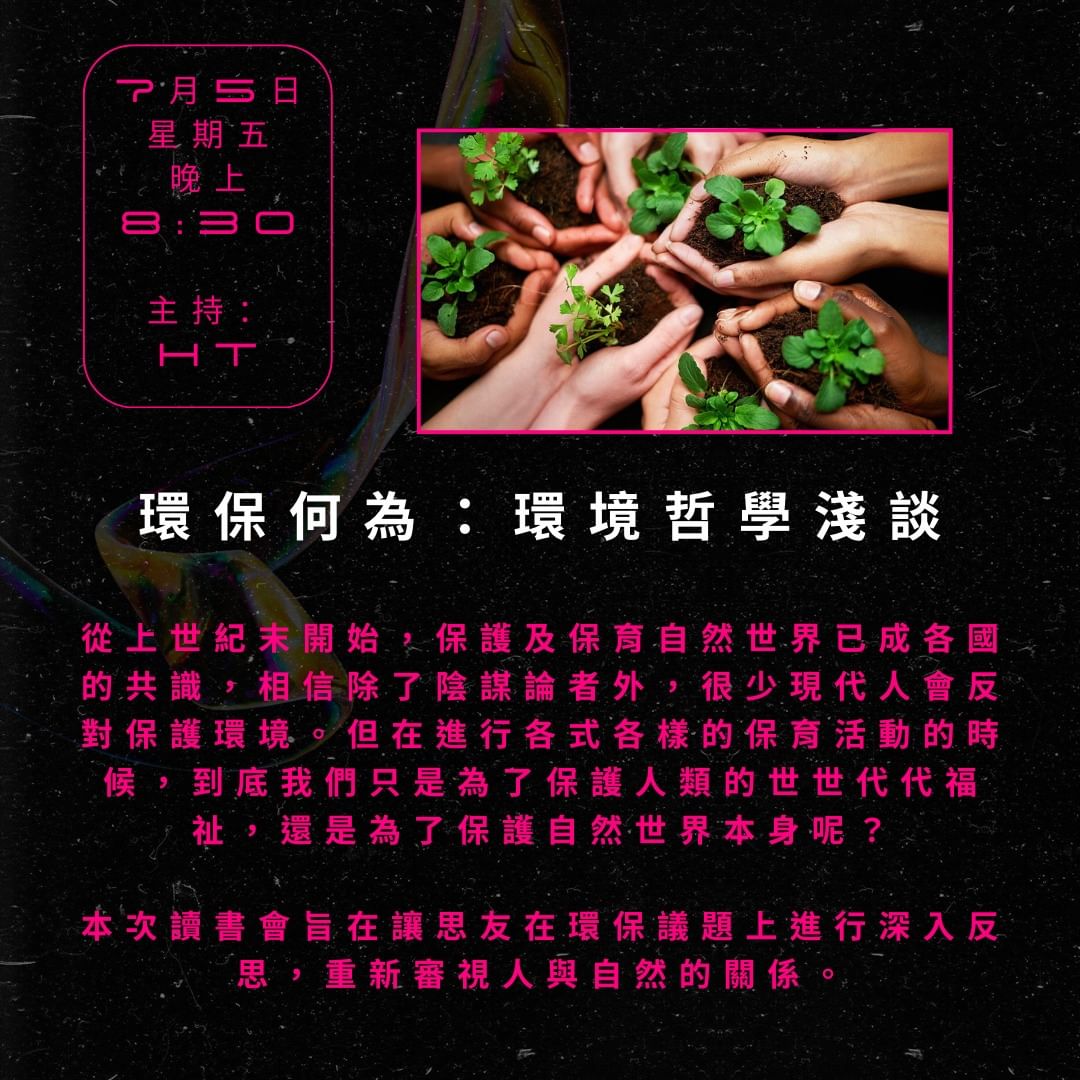 7月5日
星期五
晚上
8:30
主持：
HT
環保何為：環境哲學淺談
從上世紀末開始，保護及保育自然世界已成各國
的共識，相信除了陰謀論者外，很少現代人會反
對保護環境。但在進行各式各樣的保育活動的時
候，到底我們只是為了保護人類的世世代代福
祉，還是為了保護自然世界本身呢？
本次讀書會旨在讓思友在環保議題上進行深入反
思，重新審視人與自然的關係。